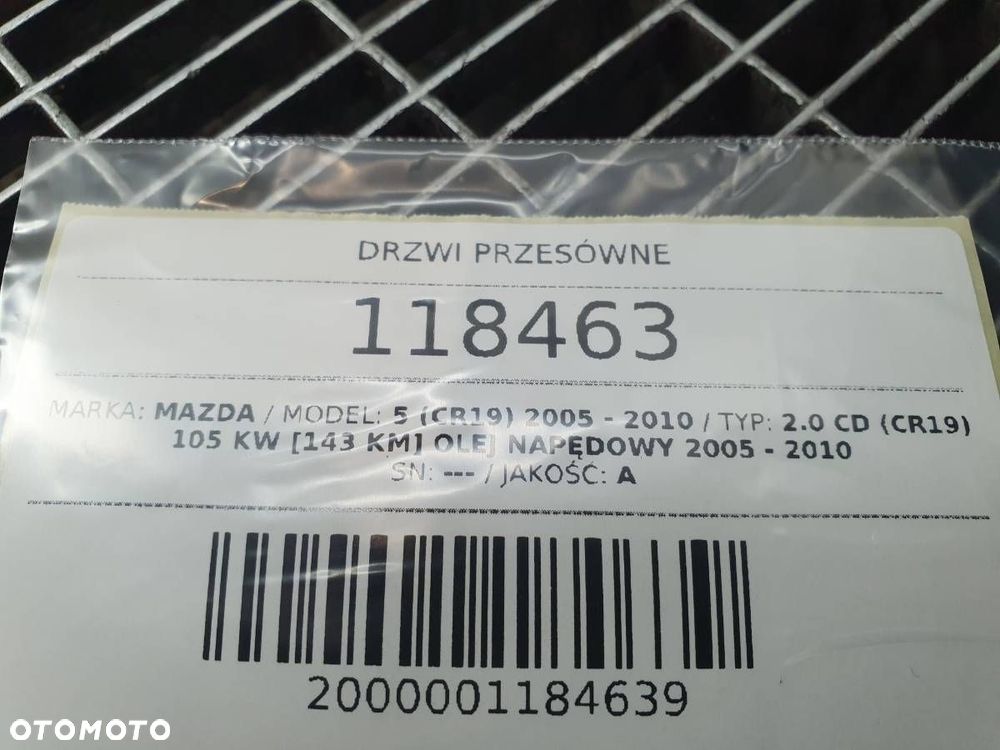 DRZWI PRZESÓWNE
118463
MARKA: MAZDA / MODEL: 5 (CR19) 2005 - 2010 / TYP: 2.0 CD (CR19)
105 KW [143 KM] OLEJ NAPĘDOWY 2005 - 2010
SN: --- / JAKOŚĆ: A
2000001184639
OTOMOTO